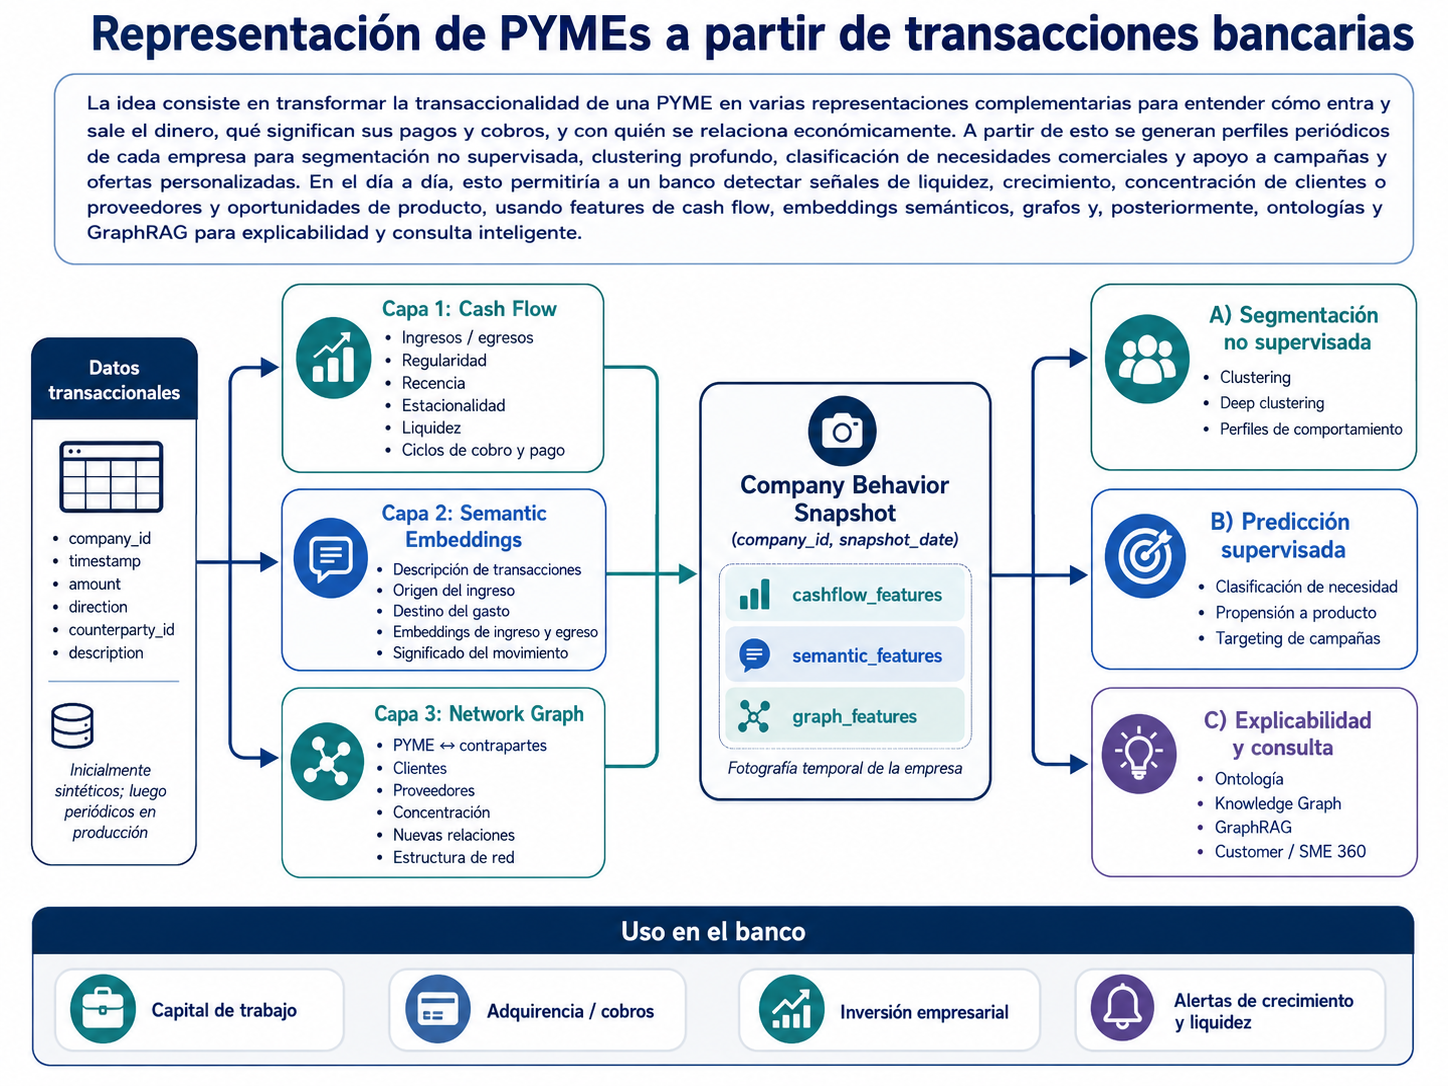 Representación de PYMEs a partir de transacciones bancarias
La idea consiste en transformar la transaccionalidad de una PYME en varias representaciones complementarias para entender cómo entra y
sale el dinero, qué significan sus pagos y cobros, y con quién se relaciona económicamente. A partir de esto se generan perfiles periódicos
de cada empresa para segmentación no supervisada, clustering profundo, clasificación de necesidades comerciales y apoyo a campañas y
ofertas personalizadas. En el día a día, esto permitiría a un banco detectar señales de liquidez, crecimiento, concentración de clientes o
proveedores y oportunidades de producto, usando features de cash flow, embeddings semánticos, grafos y, posteriormente, ontologías y
GraphRAG para explicabilidad y consulta inteligente.
Datos
transaccionales
• company_id
• timestamp
• amount
• direction
• counterparty_id
• description
Inicialmente
sintéticos; luego
periódicos en
producción
Capa 1: Cash Flow
• Ingresos / egresos
• Regularidad
• Recencia
• Estacionalidad
• Liquidez
• Ciclos de cobro y pago
Capa 2: Semantic
Embeddings
• Descripción de transacciones
• Origen del ingreso
• Destino del gasto
• Embeddings de ingreso y egreso
• Significado del movimiento
Capa 3: Network Graph
• PYME ↔ contrapartes
• Clientes
• Proveedores
• Concentración
• Nuevas relaciones
• Estructura de red
Company Behavior
Snapshot
(company_id, snapshot_date)
cashflow_features
semantic_features
graph_features
Fotografía temporal de la empresa
A) Segmentación
no supervisada
• Clustering
• Deep clustering
• Perfiles de comportamiento
B) Predicción
supervisada
• Clasificación de necesidad
• Propensión a producto
• Targeting de campañas
C) Explicabilidad
y consulta
• Ontología
• Knowledge Graph
• GraphRAG
• Customer / SME 360
Uso en el banco
Capital de trabajo
Adquirencia / cobros
Inversión empresarial
Alertas de crecimiento
y liquidez